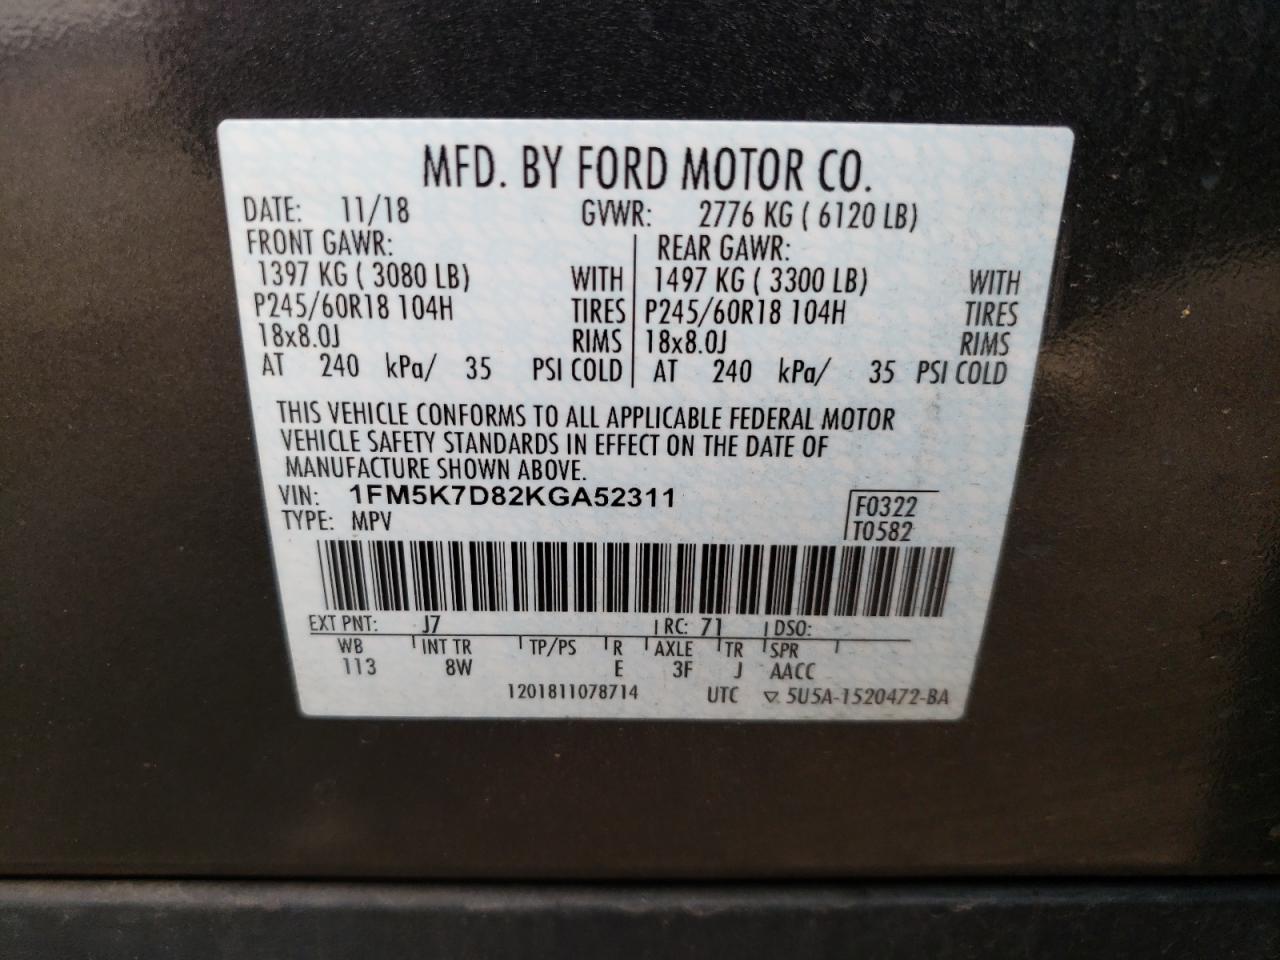 MFD. BY FORD MOTOR CO.
DATE: 11/18 GVWR: 2776 KG ( 6120 LB)
FRONT GAWR: REAR GAWR:
1397 KG ( 3080 LB) WITH 1497 KG ( 3300 LB) WITH
P245/60R18 104H TIRES P245/60R18 104H TIRES
18x8.0J RIMS 18x8.0J RIMS
AT 240 kPa/ 35 PSI COLD AT 240 kPa/ 35 PSI COLD
THIS VEHICLE CONFORMS TO ALL APPLICABLE FEDERAL MOTOR
VEHICLE SAFETY STANDARDS IN EFFECT ON THE DATE OF
MANUFACTURE SHOWN ABOVE.
VIN: 1FM5K7D82KGA52311 F0322
TYPE: MPV T0582
EXT PNT: J7 RC: 71 DSO:
WB INT TR TP/PS R AXLE TR SPR
113 8W E 3F J AACC
1201811078714 UTC ▽ 5U5A-1520472-BA